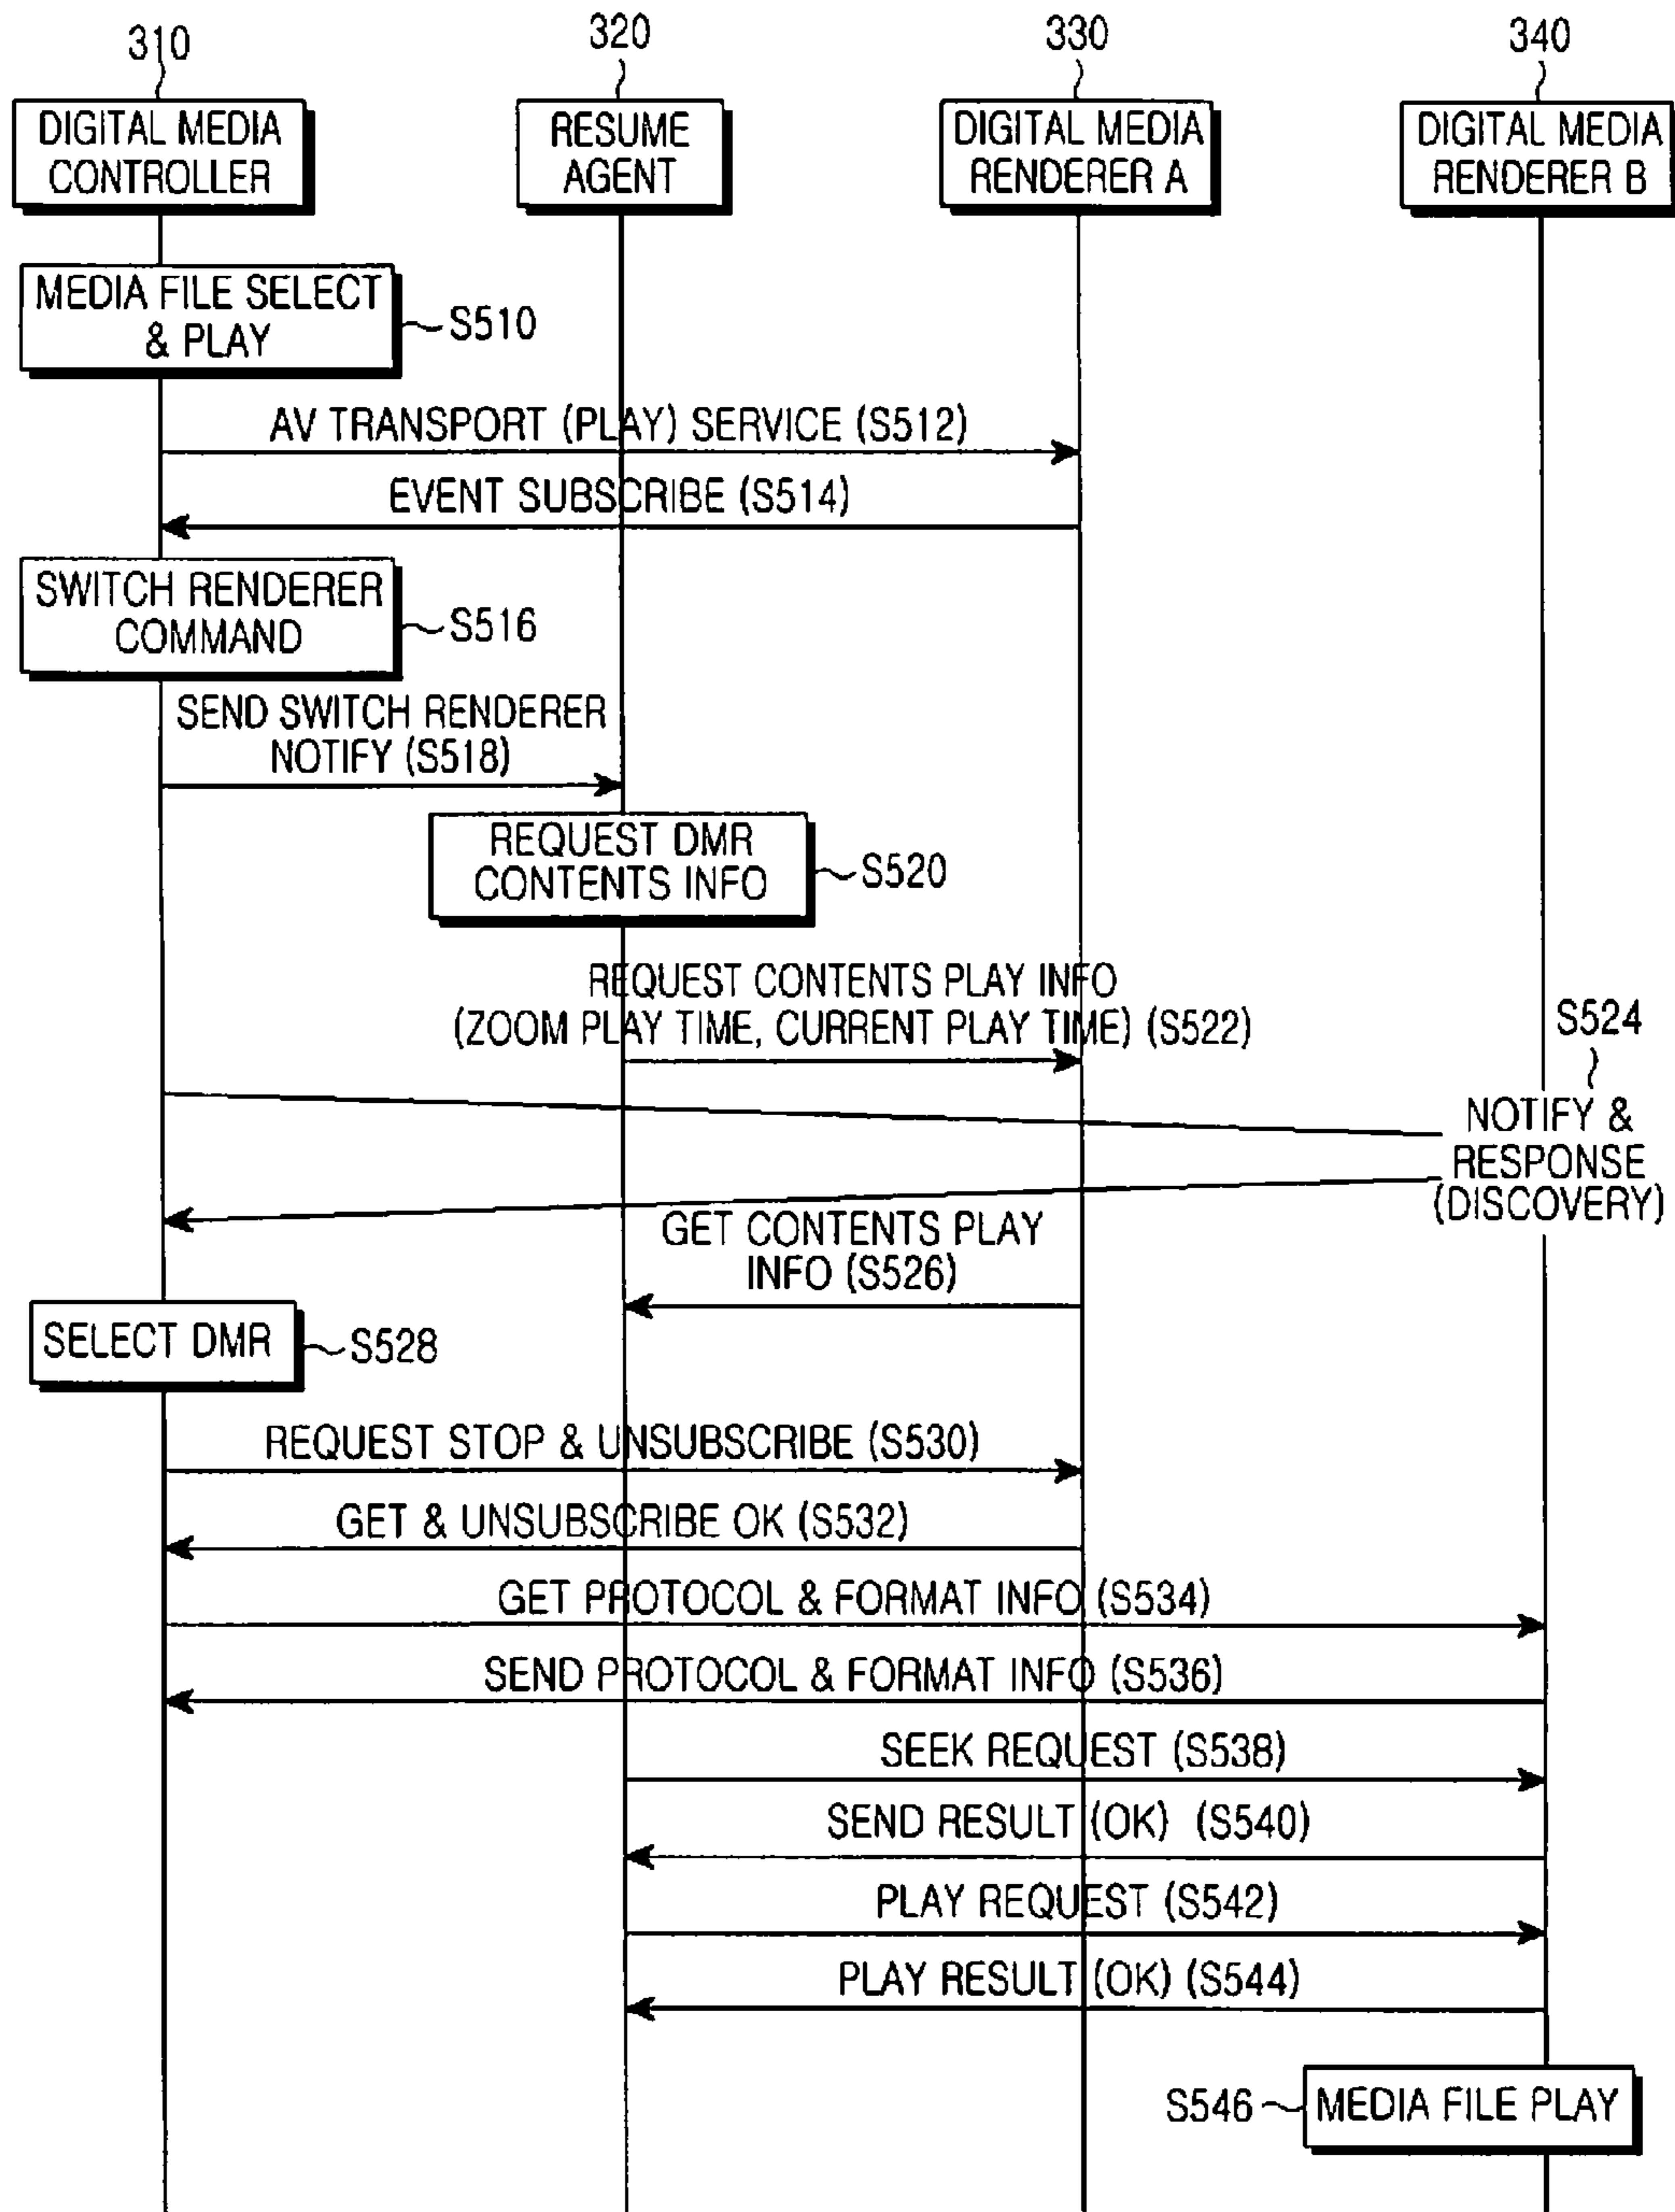 310
320
330
340
DIGITAL MEDIA
CONTROLLER
RESUME
AGENT
DIGITAL MEDIA
RENDERER A
DIGITAL MEDIA
RENDERER B
MEDIA FILE SELECT
& PLAY
S510
AV TRANSPORT (PLAY) SERVICE (S512)
EVENT SUBSCRIBE (S514)
SWITCH RENDERER
COMMAND
S516
SEND SWITCH RENDERER
NOTIFY (S518)
REQUEST DMR
CONTENTS INFO
S520
REQUEST CONTENTS PLAY INFO
(ZOOM PLAY TIME, CURRENT PLAY TIME) (S522)
S524
NOTIFY &
RESPONSE
(DISCOVERY)
GET CONTENTS PLAY
INFO (S526)
SELECT DMR
S528
REQUEST STOP & UNSUBSCRIBE (S530)
GET & UNSUBSCRIBE OK (S532)
GET PROTOCOL & FORMAT INFO (S534)
SEND PROTOCOL & FORMAT INFO (S536)
SEEK REQUEST (S538)
SEND RESULT (OK) (S540)
PLAY REQUEST (S542)
PLAY RESULT (OK) (S544)
S546
MEDIA FILE PLAY